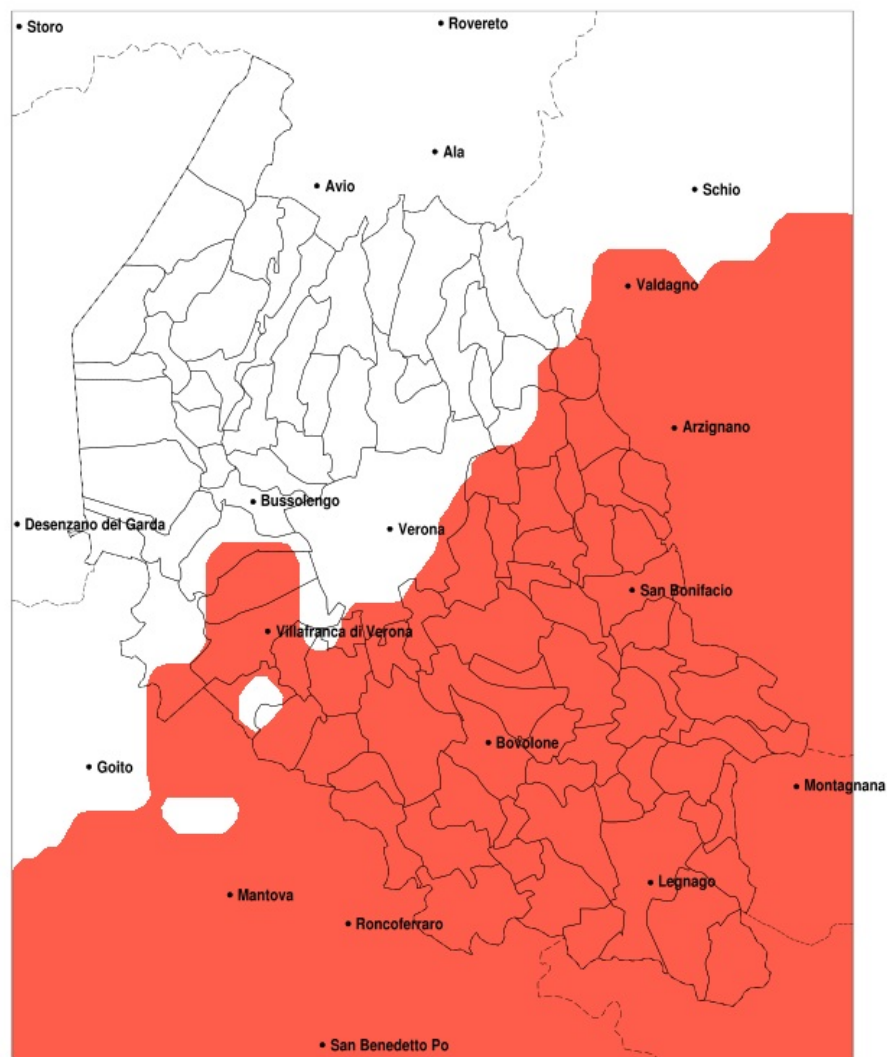 Rovereto
Storo
Ala
Avio
Schio
Valdagno
Arzignano
Bussolengo
Desenzano del Garda
Verona
San Bonifacio
Villafranca di Verona
Bovolone
Goito
Montagnana
Legnago
Mantova
Roncoferraro
San Benedetto Po